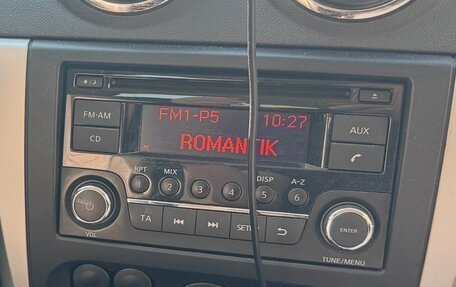 FM1-P5 10:27
ROMANTIK
FM·AM
CD
AUX
RPT MIX DISP A-Z
1 2 3 4 5 6
TA
VOL
ENTER
TUNE/MENU